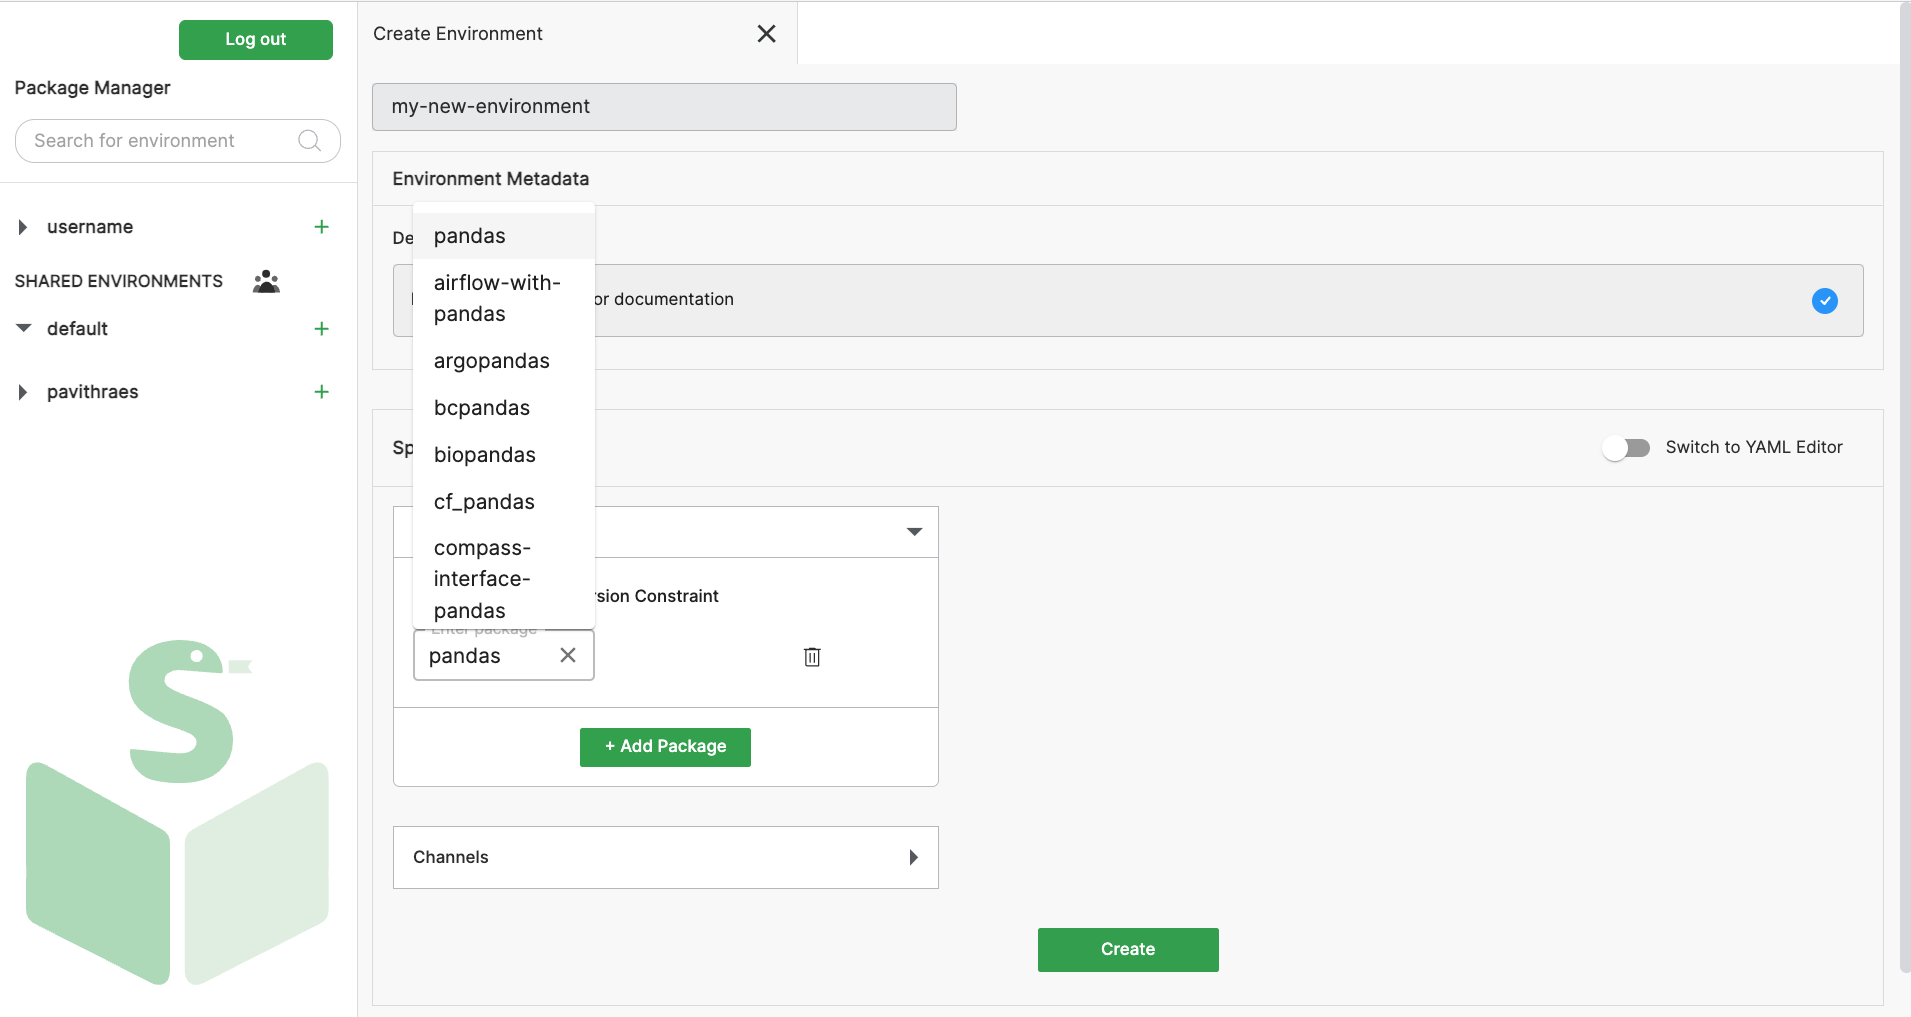 Log out
Package Manager
Search for environment
username
SHARED ENVIRONMENTS
default
pavithraes
Create Environment
my-new-environment
Environment Metadata
De
or documentation
pandas
airflow-with-
pandas
argopandas
bcpandas
biopandas
cf_pandas
compass-
interface-
pandas
Sp
Switch to YAML Editor
rsion Constraint
Enter package
pandas
+ Add Package
Channels
Create